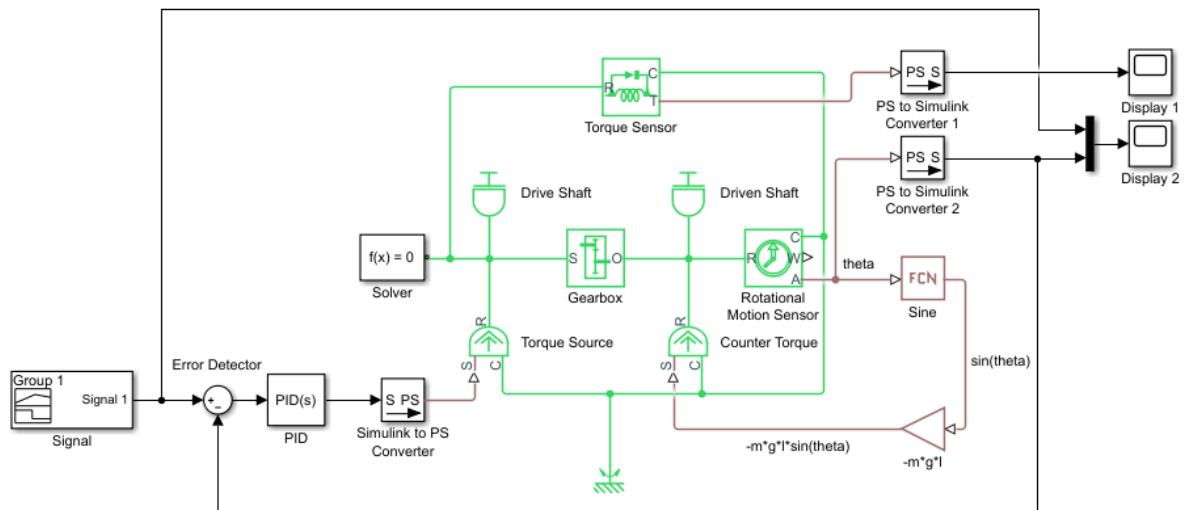 C
PS S
R
T
Torque Sensor
PS to Simulink
Converter 1
Display 1
Drive Shaft
Driven Shaft
PS S
PS to Simulink
Converter 2
Display 2
f(x) = 0
Solver
S
O
Gearbox
R
C
W
A
Rotational
Motion Sensor
theta
FCN
Sine
R
Torque Source
S
C
R
Counter Torque
S
C
sin(theta)
Error Detector
Group 1
Signal 1
Signal
+
−
PID(s)
PID
S PS
Simulink to PS
Converter
-m*g*l*sin(theta)
-m*g*l